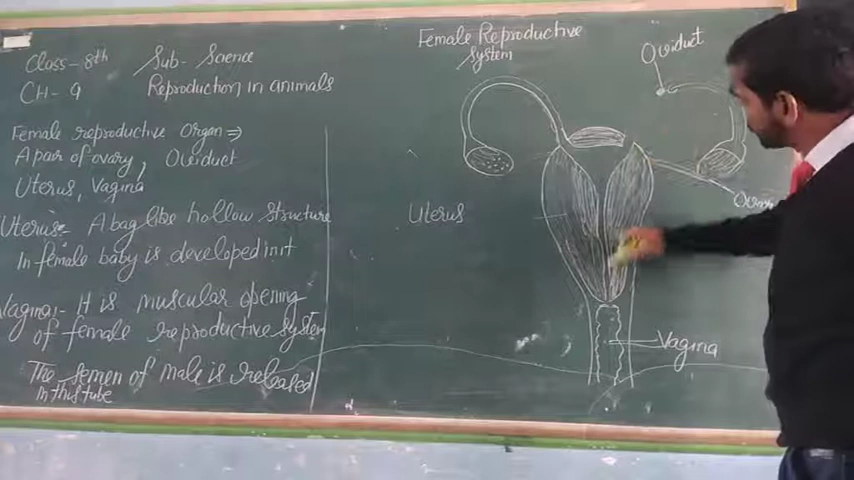 Class - 8th Sub - Science
CH - 9 Reproduction in animals
Female reproductive Organ ⇒
A pair of ovary, Oviduct
Uterus, Vagina
Uterus - A bag like hollow structure
in female baby is developed in it
Vagina - It is muscular opening
of female reproductive system
The semen of male is released
in this tube
Female Reproductive
System
Oviduct
Uterus
Vagina